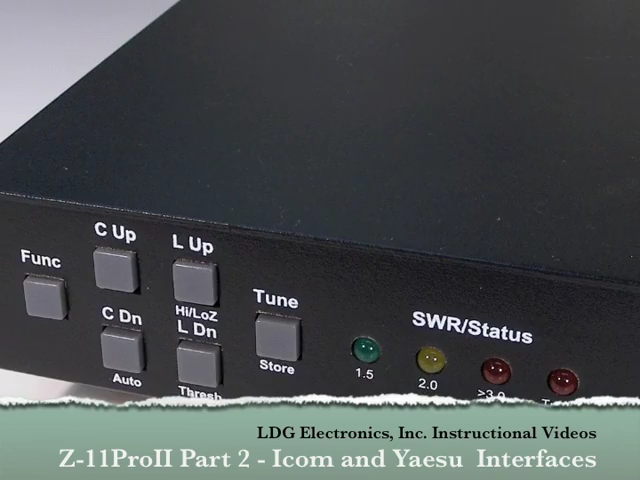 Func
C Up
L Up
C Dn
Hi/LoZ
L Dn
Auto
Thresh
Tune
Store
SWR/Status
1.5
2.0
>3.0
LDG Electronics, Inc. Instructional Videos
Z-11ProII Part 2 - Icom and Yaesu Interfaces